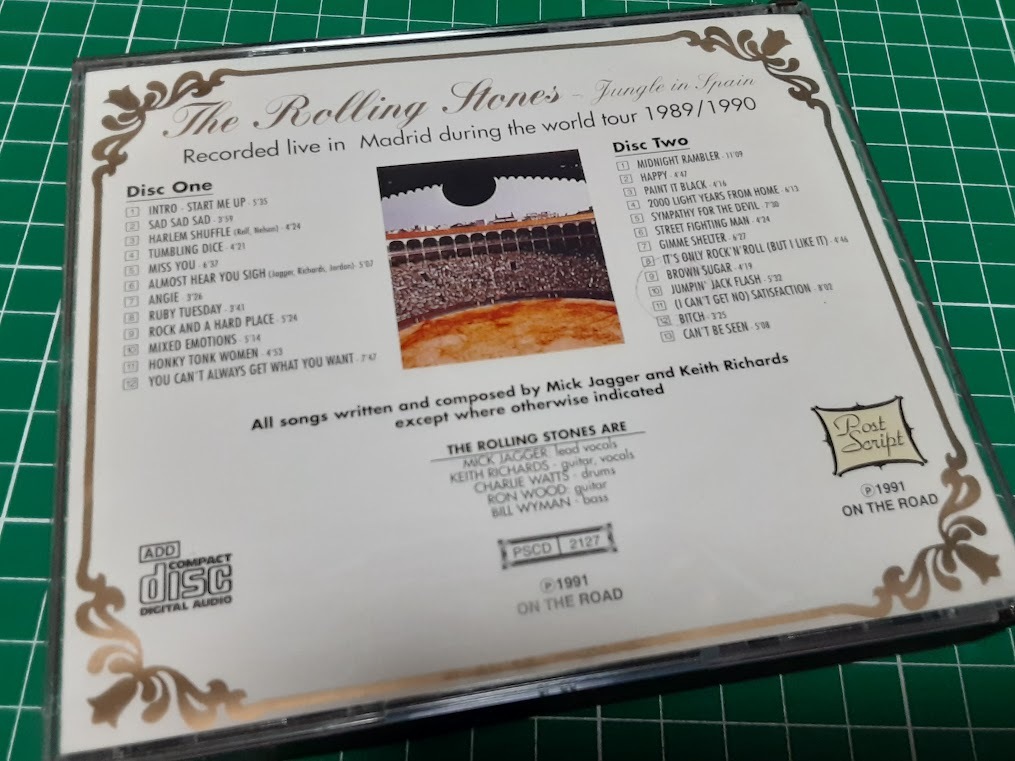 The Rolling Stones - Jungle in Spain
Recorded live in Madrid during the world tour 1989/1990
Disc One
1 INTRO - START ME UP - 5'35
2 SAD SAD SAD - 3'59
3 HARLEM SHUFFLE (Relf, Nelson) - 4'24
4 TUMBLING DICE - 4'21
5 MISS YOU - 6'37
6 ALMOST HEAR YOU SIGH (Jagger, Richards, Jordan) - 5'07
7 ANGIE - 3'26
8 RUBY TUESDAY - 3'41
9 ROCK AND A HARD PLACE - 5'26
10 MIXED EMOTIONS - 5'14
11 HONKY TONK WOMEN - 4'53
12 YOU CAN'T ALWAYS GET WHAT YOU WANT - 7'47
Disc Two
1 MIDNIGHT RAMBLER - 11'09
2 HAPPY - 4'47
3 PAINT IT BLACK - 4'16
4 2000 LIGHT YEARS FROM HOME - 6'13
5 SYMPATHY FOR THE DEVIL - 7'30
6 STREET FIGHTING MAN - 4'24
7 GIMME SHELTER - 6'27
8 IT'S ONLY ROCK'N'ROLL (BUT I LIKE IT) - 4'46
9 BROWN SUGAR - 4'19
10 JUMPIN' JACK FLASH - 5'32
11 (I CAN'T GET NO) SATISFACTION - 8'02
12 BITCH - 3'25
13 CAN'T BE SEEN - 5'08
All songs written and composed by Mick Jagger and Keith Richards
except where otherwise indicated
THE ROLLING STONES ARE
MICK JAGGER lead vocals
KEITH RICHARDS - guitar, vocals
CHARLIE WATTS - drums
RON WOOD- guitar
BILL WYMAN - bass
PSCD 2127
℗1991
ON THE ROAD
Post
Script
℗1991
ON THE ROAD
ADD
COMPACT
disc
DIGITAL AUDIO